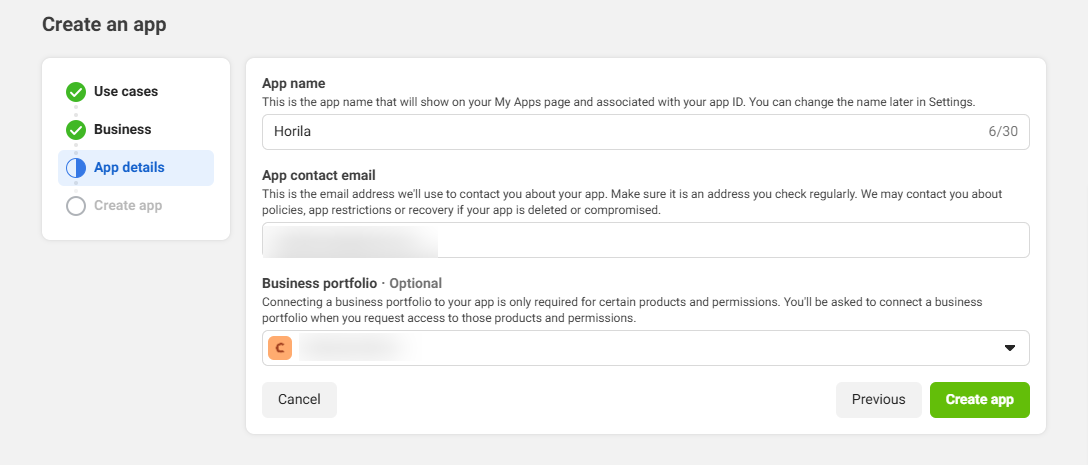 Create an app
Use cases
Business
App details
Create app
App name
This is the app name that will show on your My Apps page and associated with your app ID. You can change the name later in Settings.
Horila
6/30
App contact email
This is the email address we'll use to contact you about your app. Make sure it is an address you check regularly. We may contact you about
policies, app restrictions or recovery if your app is deleted or compromised.
Business portfolio · Optional
Connecting a business portfolio to your app is only required for certain products and permissions. You'll be asked to connect a business
portfolio when you request access to those products and permissions.
C
Cancel
Previous
Create app